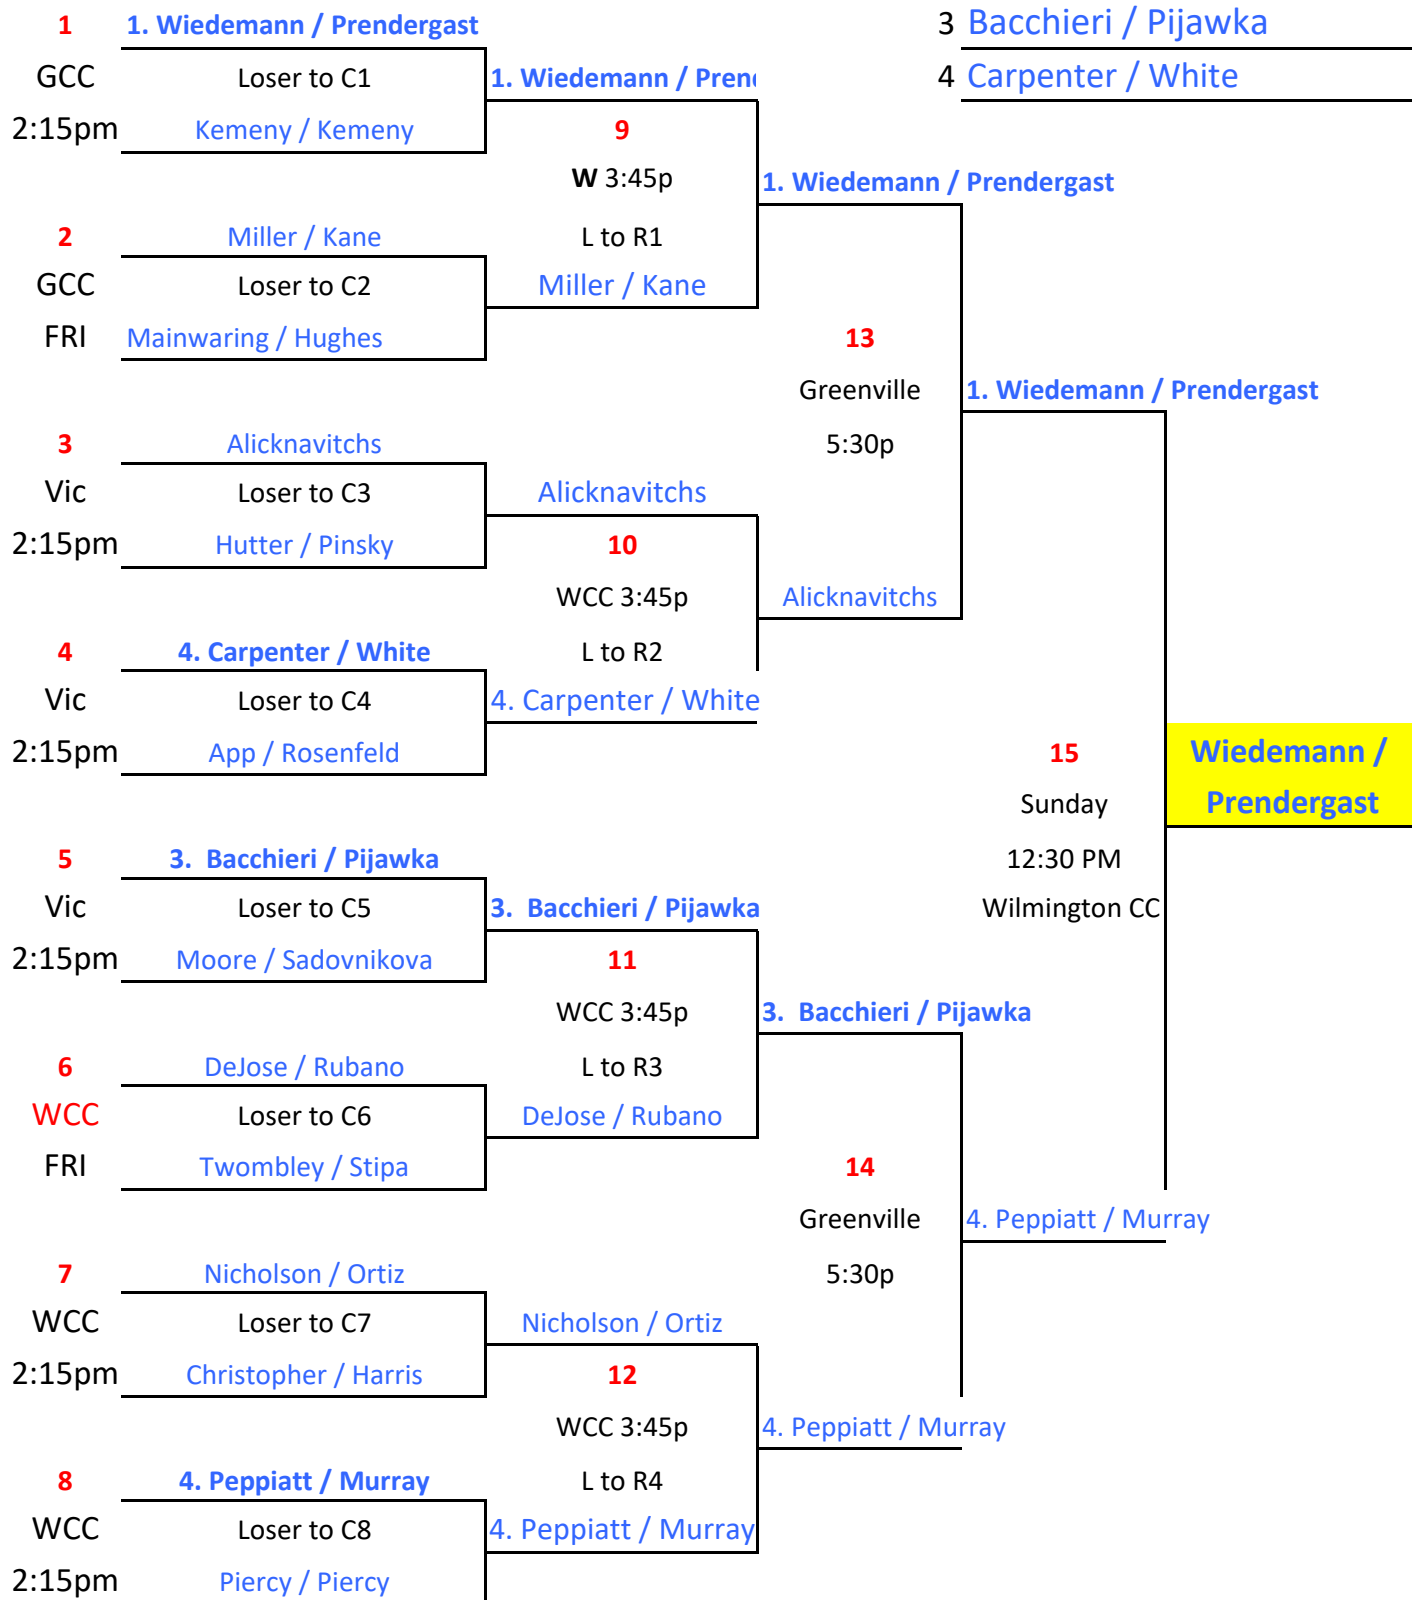 1 1. Wiedemann / Prendergast 3 Bacchieri / Pijawka
GCC Loser to C1 1. Wiedemann / Pren 4 Carpenter / White
2:15pm Kemeny / Kemeny 9
W 3:45p 1. Wiedemann / Prendergast
2 Miller / Kane L to R1
GCC Loser to C2 Miller / Kane
FRI Mainwaring / Hughes 13
Greenville 1. Wiedemann / Prendergast
3 Alicknavitchs 5:30p
Vic Loser to C3 Alicknavitchs
2:15pm Hutter / Pinsky 10
WCC 3:45p Alicknavitchs
4 4. Carpenter / White L to R2
Vic Loser to C4 4. Carpenter / White
2:15pm App / Rosenfeld 15 Wiedemann /
Sunday Prendergast
5 3. Bacchieri / Pijawka 12:30 PM
Vic Loser to C5 3. Bacchieri / Pijawka Wilmington CC
2:15pm Moore / Sadovnikova 11
WCC 3:45p 3. Bacchieri / Pijawka
6 DeJose / Rubano L to R3
WCC Loser to C6 DeJose / Rubano
FRI Twombley / Stipa 14
Greenville 4. Peppiatt / Murray
7 Nicholson / Ortiz 5:30p
WCC Loser to C7 Nicholson / Ortiz
2:15pm Christopher / Harris 12
WCC 3:45p 4. Peppiatt / Murray
8 4. Peppiatt / Murray L to R4
WCC Loser to C8 4. Peppiatt / Murray
2:15pm Piercy / Piercy